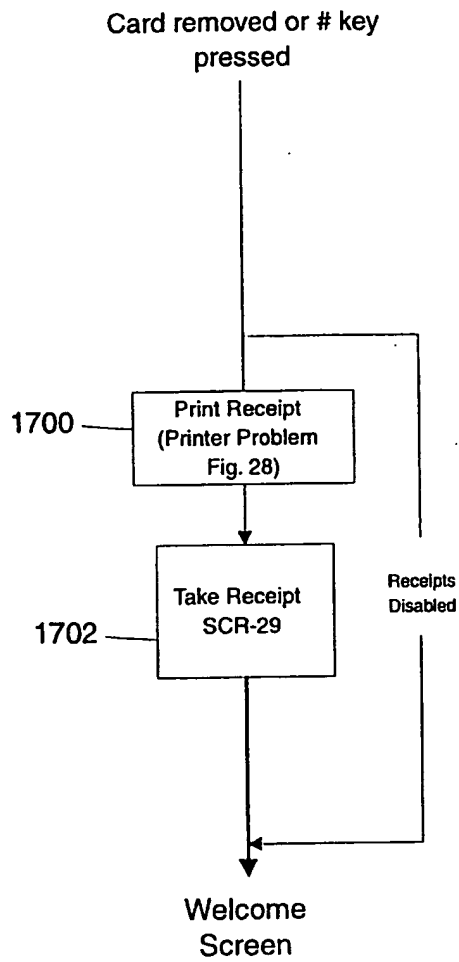 Card removed or # key
pressed
1700
Print Receipt
(Printer Problem
Fig. 28)
1702
Take Receipt
SCR-29
Receipts
Disabled
Welcome
Screen